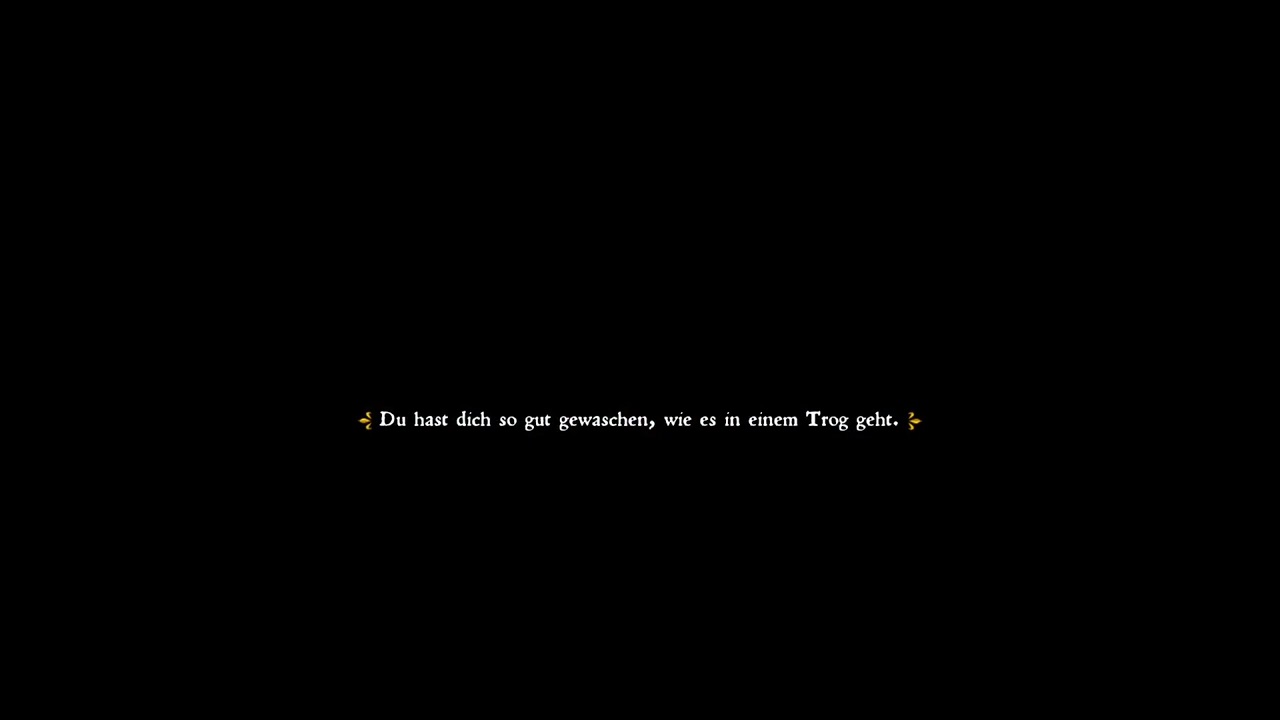 Du hast dich so gut gewaschen, wie es in einem Trog geht.